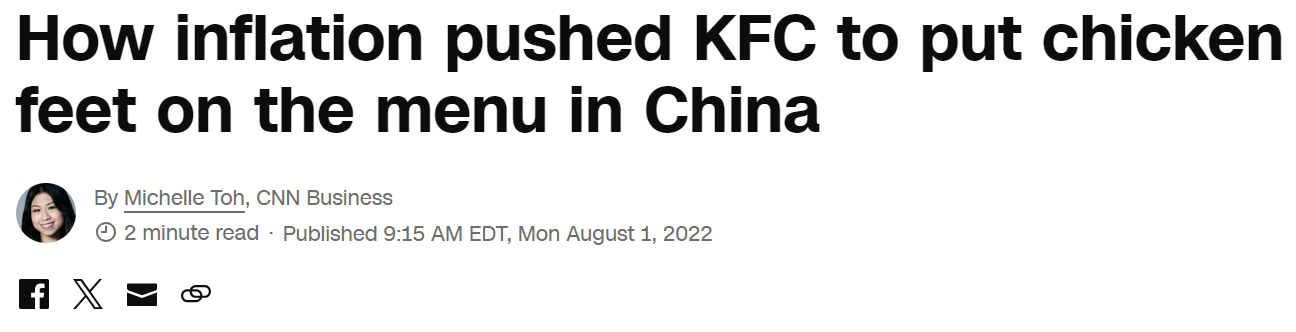 How inflation pushed KFC to put chicken
feet on the menu in China
By Michelle Toh, CNN Business
2 minute read · Published 9:15 AM EDT, Mon August 1, 2022